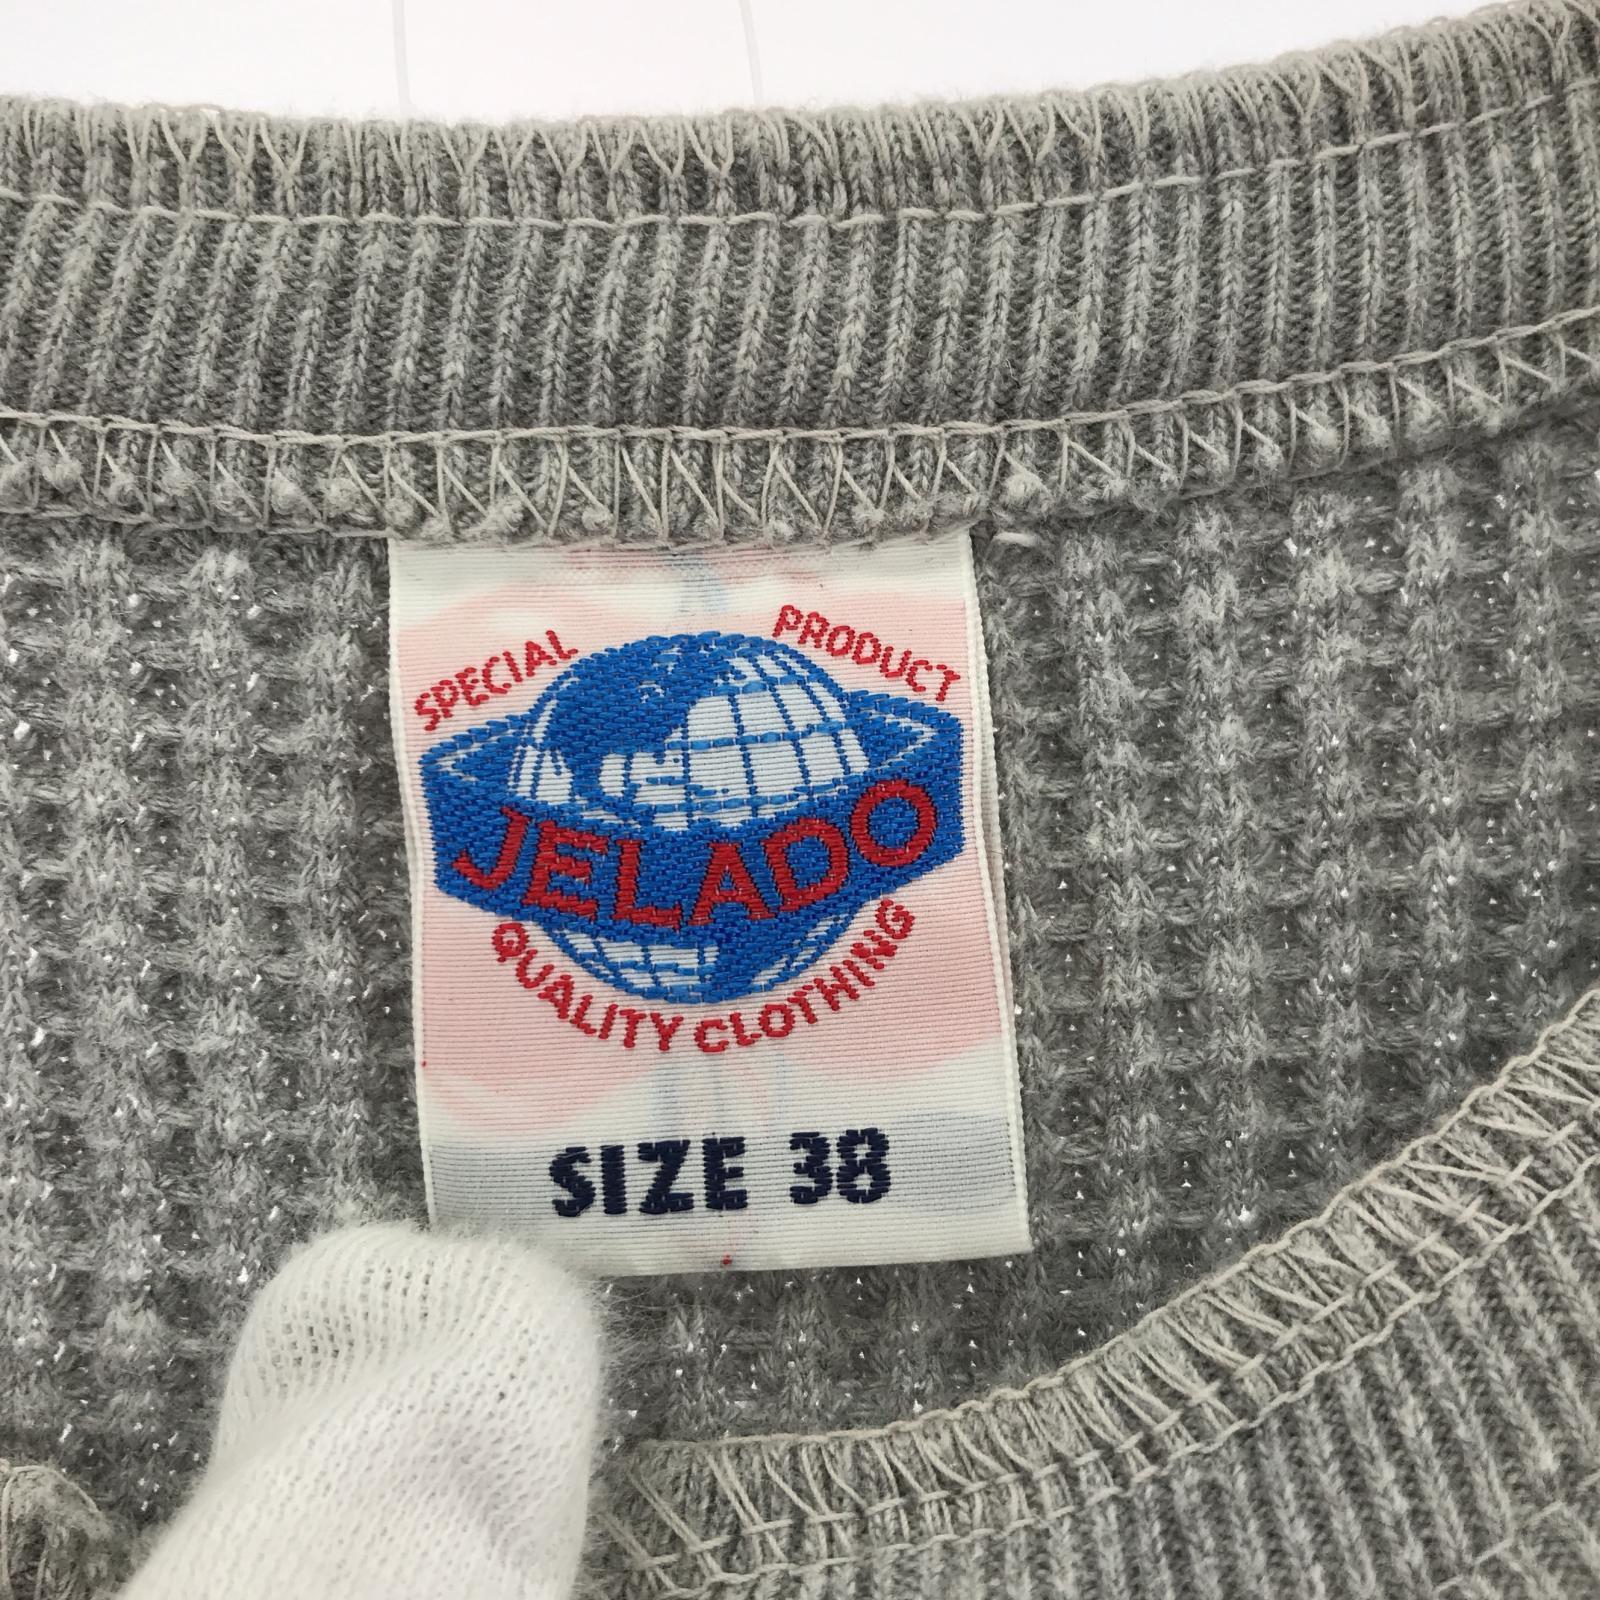 SPECIAL PRODUCT
JELADO
QUALITY CLOTHING
SIZE 38